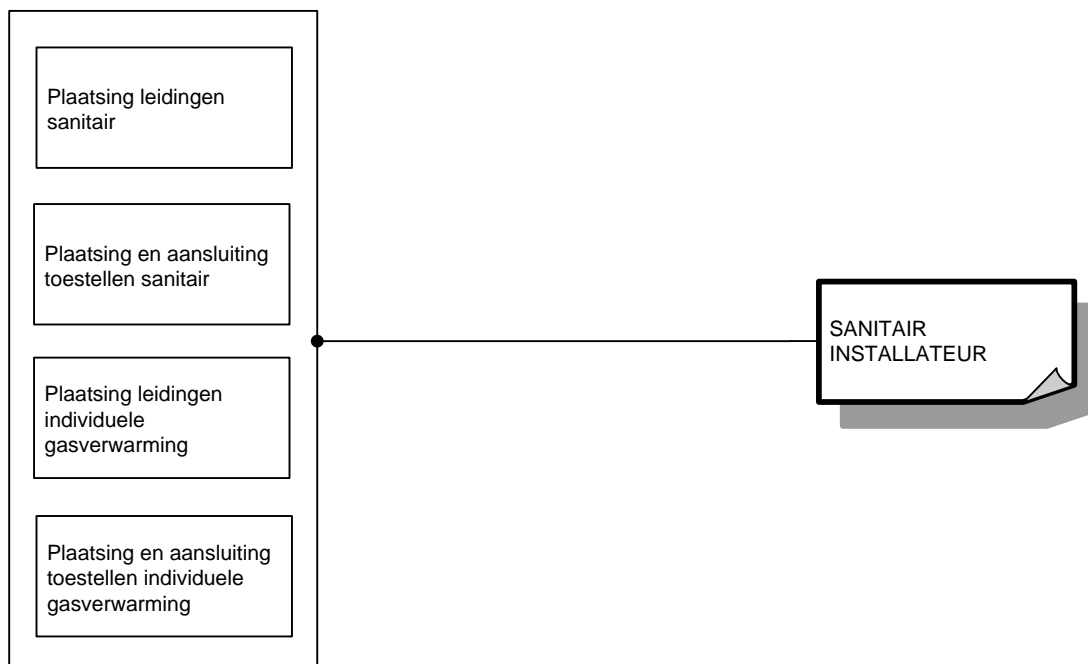 Plaatsing leidingen
sanitair
Plaatsing en aansluiting
toestellen sanitair
Plaatsing leidingen
individuele
gasverwarming
Plaatsing en aansluiting
toestellen individuele
gasverwarming
SANITAIR
INSTALLATEUR